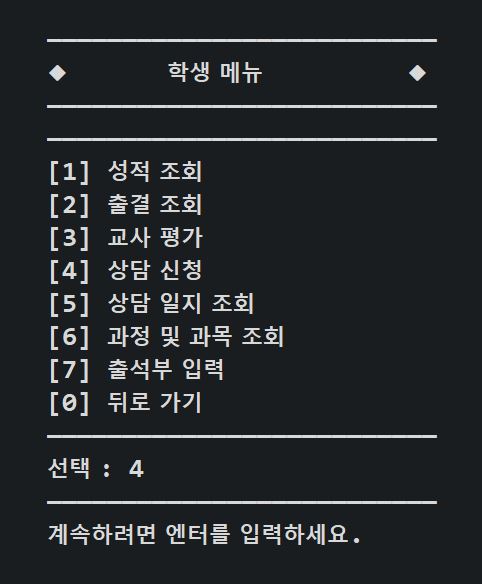 ◆ 학생 메뉴 ◆
[1] 성적 조회
[2] 출결 조회
[3] 교사 평가
[4] 상담 신청
[5] 상담 일지 조회
[6] 과정 및 과목 조회
[7] 출석부 입력
[0] 뒤로 가기
선택 : 4
계속하려면 엔터를 입력하세요.